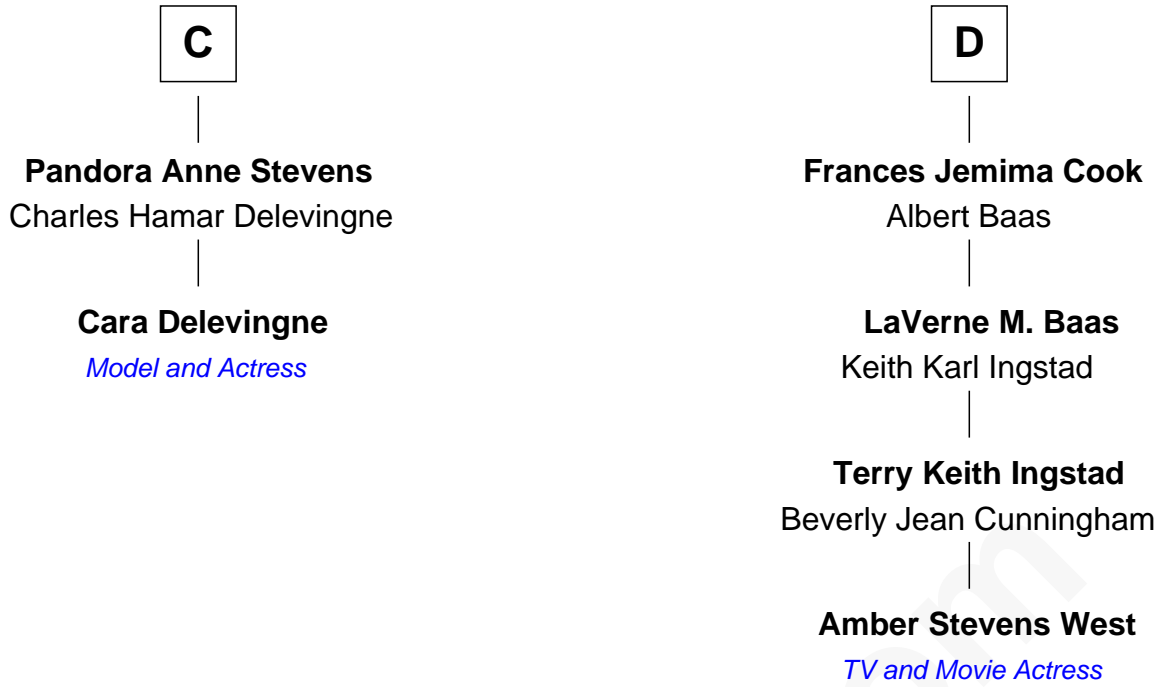 C
Pandora Anne Stevens
Charles Hamar Delevingne
Cara Delevingne
Model and Actress
D
Frances Jemima Cook
Albert Baas
LaVerne M. Baas
Keith Karl Ingstad
Terry Keith Ingstad
Beverly Jean Cunningham
Amber Stevens West
TV and Movie Actress